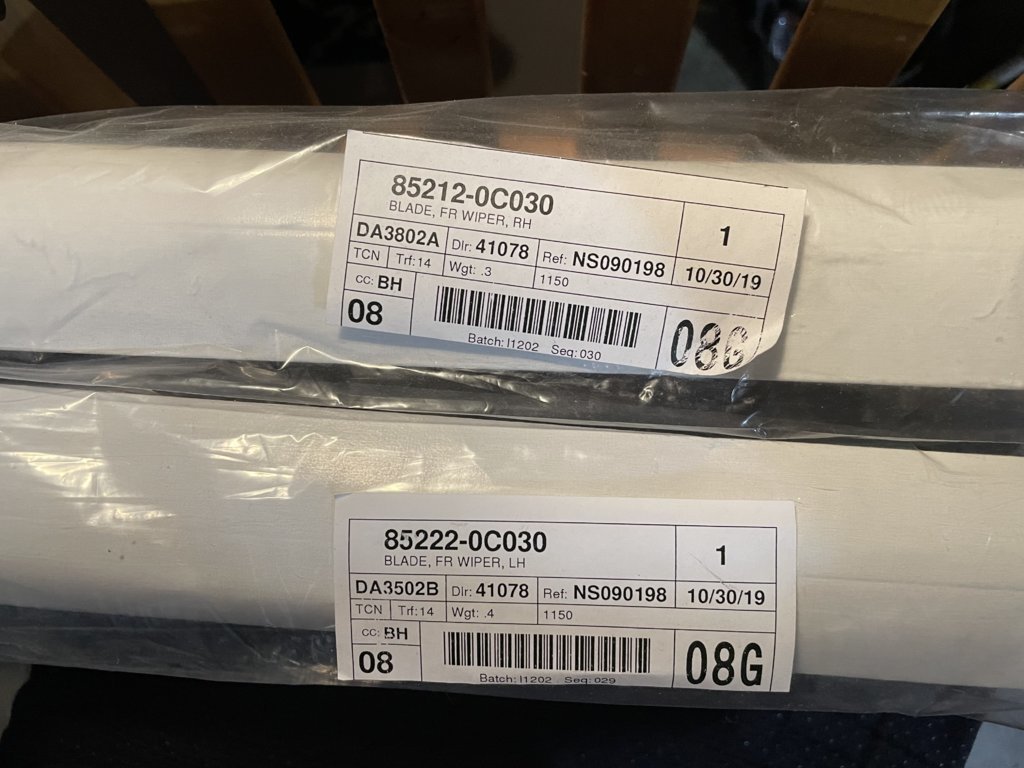 85212-0C030
BLADE, FR WIPER, RH
1
DA3802A Dlr: 41078 Ref: NS090198 10/30/19
TCN Trf:14 Wgt: .3 1150
CC: BH
08
08G
Batch: I1202 Seq: 030
85222-0C030
BLADE, FR WIPER, LH
1
DA3502B Dlr: 41078 Ref: NS090198 10/30/19
TCN Trf:14 Wgt: .4 1150
CC: BH
08
08G
Batch: I1202 Seq: 029